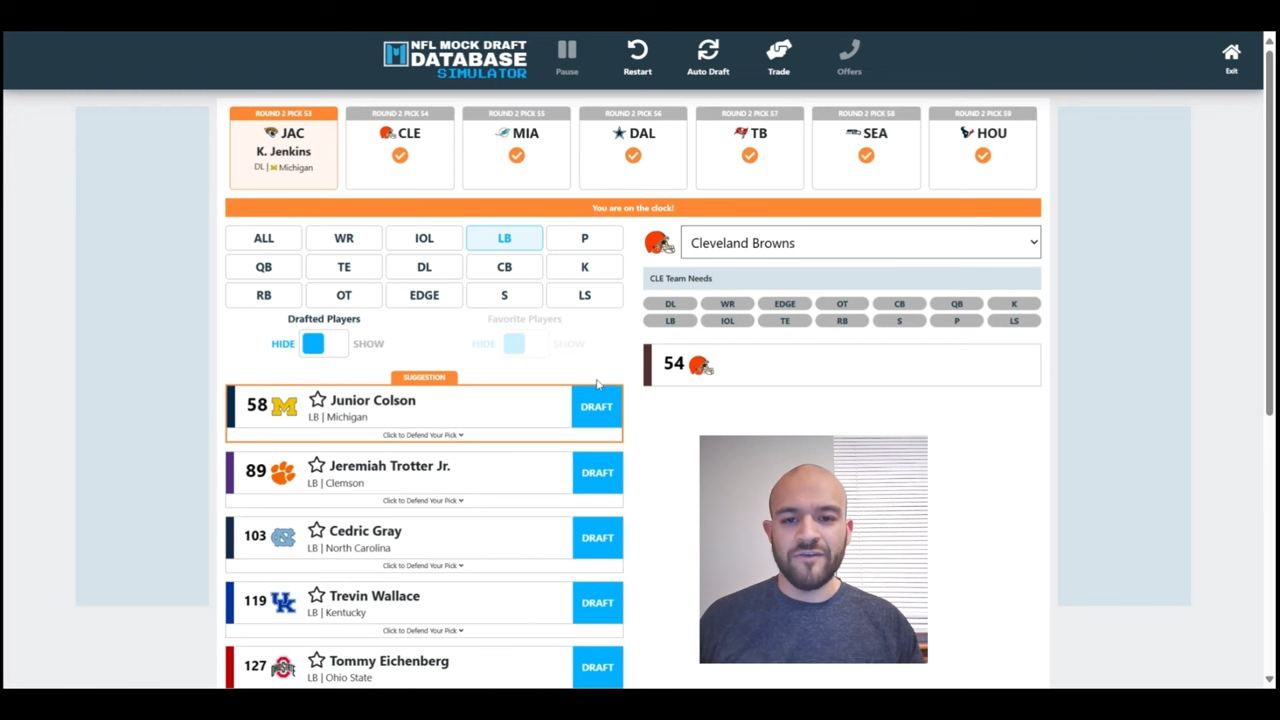 NFL MOCK DRAFT
DATABASE
SIMULATOR
Pause
Restart
Auto Draft
Trade
Offers
Exit
ROUND 2 PICK 53
JAC
K. Jenkins
DL | M Michigan
ROUND 2 PICK 54
CLE
ROUND 2 PICK 55
MIA
ROUND 2 PICK 56
DAL
ROUND 2 PICK 57
TB
ROUND 2 PICK 58
SEA
ROUND 2 PICK 59
HOU
You are on the clock!
ALL
WR
IOL
LB
P
QB
TE
DL
CB
K
RB
OT
EDGE
S
LS
Drafted Players
HIDE
SHOW
Favorite Players
HIDE
SHOW
Cleveland Browns
CLE Team Needs
DL
WR
EDGE
OT
CB
QB
K
LB
IOL
TE
RB
S
P
LS
54
SUGGESTION
58 M Junior Colson
LB | Michigan
DRAFT
Click to Defend Your Pick
89 Jeremiah Trotter Jr.
LB | Clemson
DRAFT
Click to Defend Your Pick
103 Cedric Gray
LB | North Carolina
DRAFT
Click to Defend Your Pick
119 UK Trevin Wallace
LB | Kentucky
DRAFT
Click to Defend Your Pick
127 Tommy Eichenberg
LB | Ohio State
DRAFT